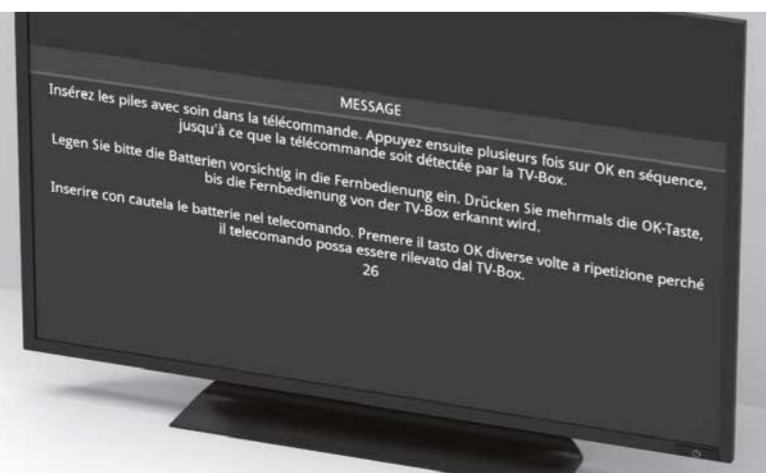 MESSAGE
Insérez les piles avec soin dans la télécommande. Appuyez ensuite plusieurs fois sur OK en séquence,
jusqu'à ce que la télécommande soit détectée par la TV-Box.
Legen Sie bitte die Batterien vorsichtig in die Fernbedienung ein. Drücken Sie mehrmals die OK-Taste,
bis die Fernbedienung von der TV-Box erkannt wird.
Inserire con cautela le batterie nel telecomando. Premere il tasto OK diverse volte a ripetizione perché
il telecomando possa essere rilevato dal TV-Box.
26